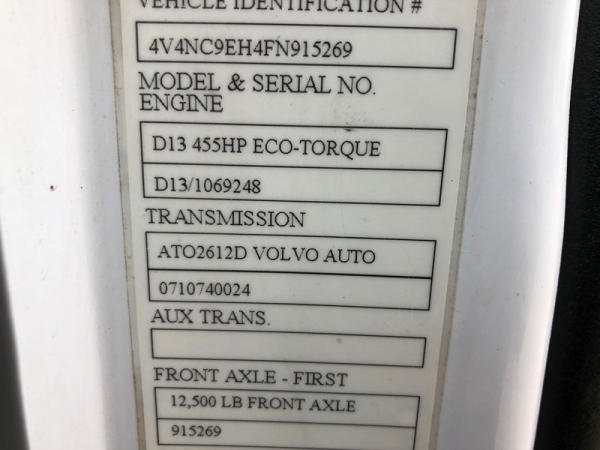 VEHICLE IDENTIFICATION #
4V4NC9EH4FN915269
MODEL & SERIAL NO.
ENGINE
D13 455HP ECO-TORQUE
D13/1069248
TRANSMISSION
ATO2612D VOLVO AUTO
0710740024
AUX TRANS.
FRONT AXLE - FIRST
12,500 LB FRONT AXLE
915269